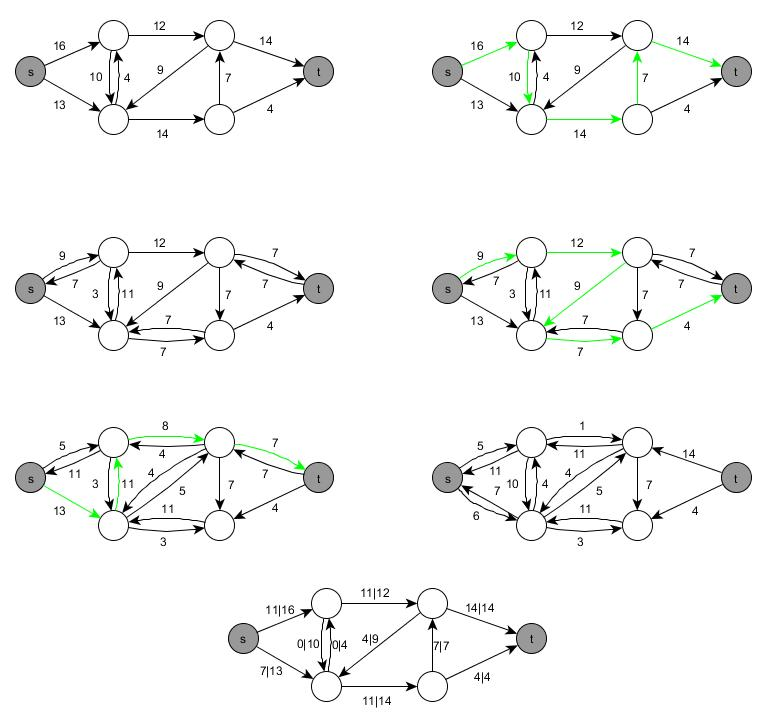 16 12 14
s 10 4 9 7 t
13 14 4
16 12 14
s 10 4 9 7 t
13 14 4
9 12 7
s 7 3 11 9 7 7 t
13 7 7 4
9 12 7
s 7 3 11 9 7 7 t
13 7 7 4
5 8 4 7
s 11 3 11 4 5 7 7 t
13 11 3 4
5 1 11 14
s 11 7 10 4 4 5 7 t
6 11 3 4
11|16 11|12 14|14
s 0|10 0|4 4|9 7|7 t
7|13 11|14 4|4